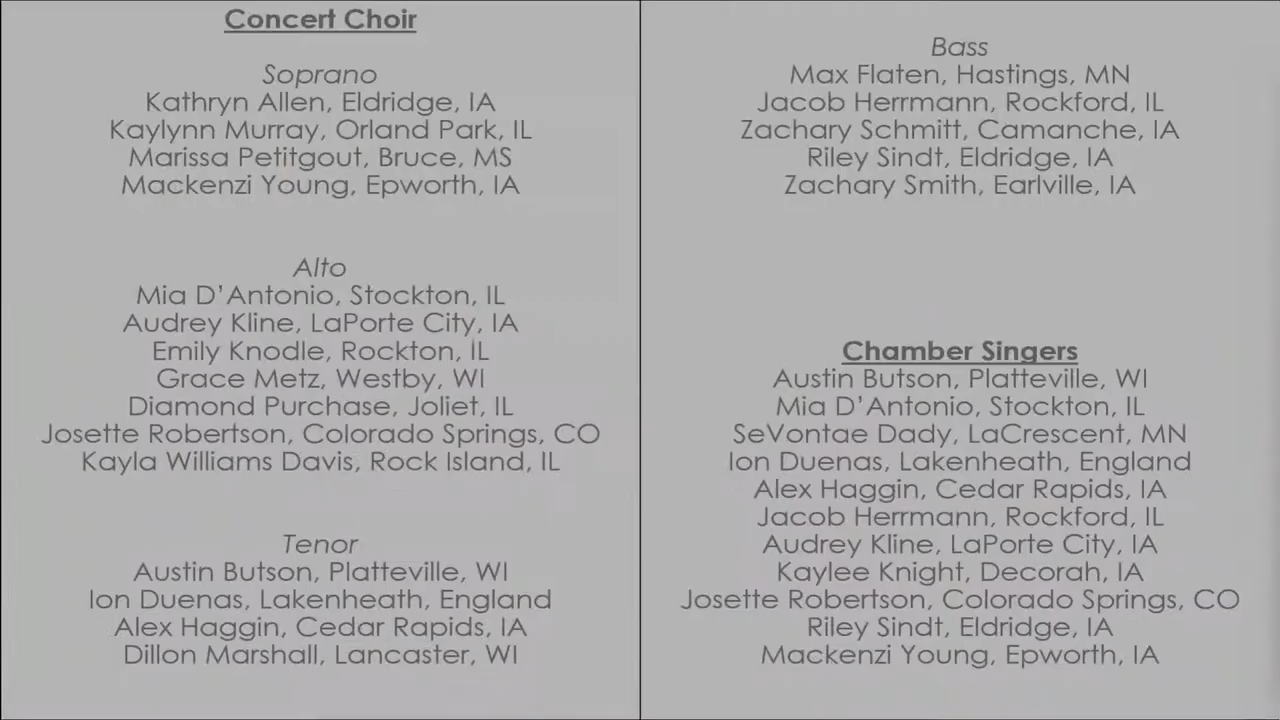 Concert Choir
Soprano
Kathryn Allen, Eldridge, IA
Kaylynn Murray, Orland Park, IL
Marissa Petitgout, Bruce, MS
Mackenzi Young, Epworth, IA
Alto
Mia D’Antonio, Stockton, IL
Audrey Kline, LaPorte City, IA
Emily Knodle, Rockton, IL
Grace Metz, Westby, WI
Diamond Purchase, Joliet, IL
Josette Robertson, Colorado Springs, CO
Kayla Williams Davis, Rock Island, IL
Tenor
Austin Butson, Platteville, WI
Ion Duenas, Lakenheath, England
Alex Haggin, Cedar Rapids, IA
Dillon Marshall, Lancaster, WI
Bass
Max Flaten, Hastings, MN
Jacob Herrmann, Rockford, IL
Zachary Schmitt, Camanche, IA
Riley Sindt, Eldridge, IA
Zachary Smith, Earlville, IA
Chamber Singers
Austin Butson, Platteville, WI
Mia D’Antonio, Stockton, IL
SeVontae Dady, LaCrescent, MN
Ion Duenas, Lakenheath, England
Alex Haggin, Cedar Rapids, IA
Jacob Herrmann, Rockford, IL
Audrey Kline, LaPorte City, IA
Kaylee Knight, Decorah, IA
Josette Robertson, Colorado Springs, CO
Riley Sindt, Eldridge, IA
Mackenzi Young, Epworth, IA